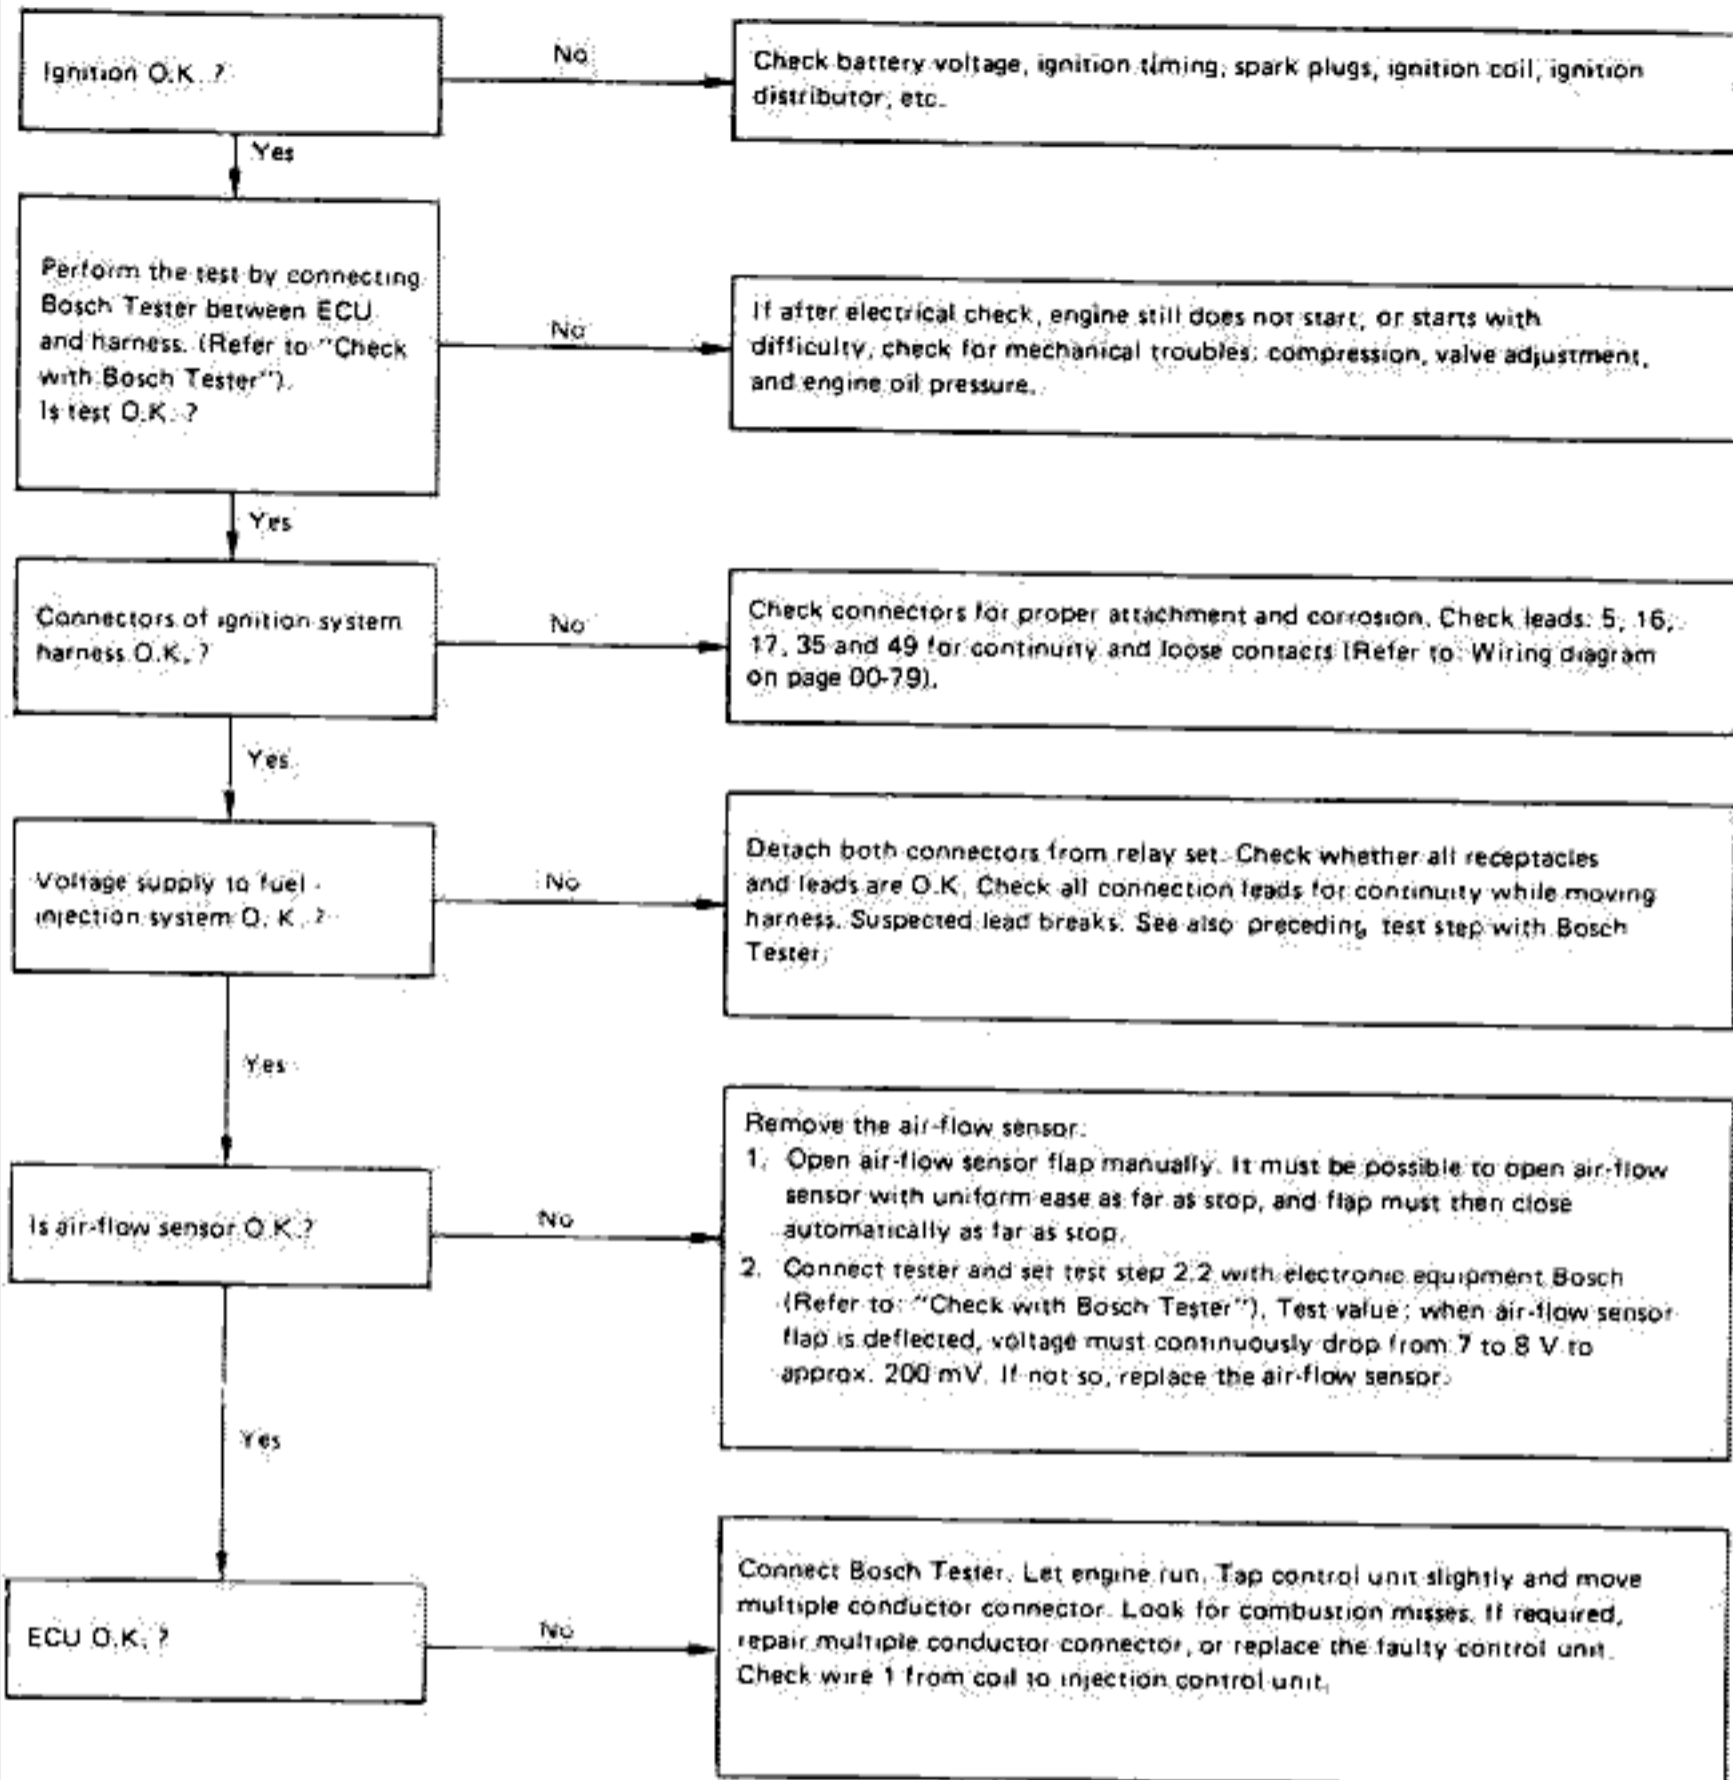 Ignition O.K. ?
No
Check battery voltage, ignition timing, spark plugs, ignition coil, ignition
distributor, etc.
Yes
Perform the test by connecting
Bosch Tester between ECU
and harness. (Refer to "Check
with Bosch Tester").
Is test O.K. ?
No
If after electrical check, engine still does not start, or starts with
difficulty, check for mechanical troubles: compression, valve adjustment,
and engine oil pressure.
Yes
Connectors of ignition system
harness O.K. ?
No
Check connectors for proper attachment and corrosion. Check leads: 5, 16,
17, 35 and 49 for continuity and loose contacts (Refer to: Wiring diagram
on page 00-79).
Yes
Voltage supply to fuel
injection system O. K. ?
No
Detach both connectors from relay set. Check whether all receptacles
and leads are O.K. Check all connection leads for continuity while moving
harness. Suspected lead breaks. See also preceding test step with Bosch
Tester.
Yes
Is air-flow sensor O.K.?
No
Remove the air-flow sensor.
1. Open air-flow sensor flap manually. It must be possible to open air-flow
sensor with uniform ease as far as stop, and flap must then close
automatically as far as stop.
2. Connect tester and set test step 2.2 with electronic equipment Bosch
(Refer to: "Check with Bosch Tester"). Test value: when air-flow sensor
flap is deflected, voltage must continuously drop from 7 to 8 V to
approx. 200 mV. If not so, replace the air-flow sensor.
Yes
ECU O.K. ?
No
Connect Bosch Tester. Let engine run. Tap control unit slightly and move
multiple conductor connector. Look for combustion misses. If required,
repair multiple conductor connector, or replace the faulty control unit.
Check wire 1 from coil to injection control unit.